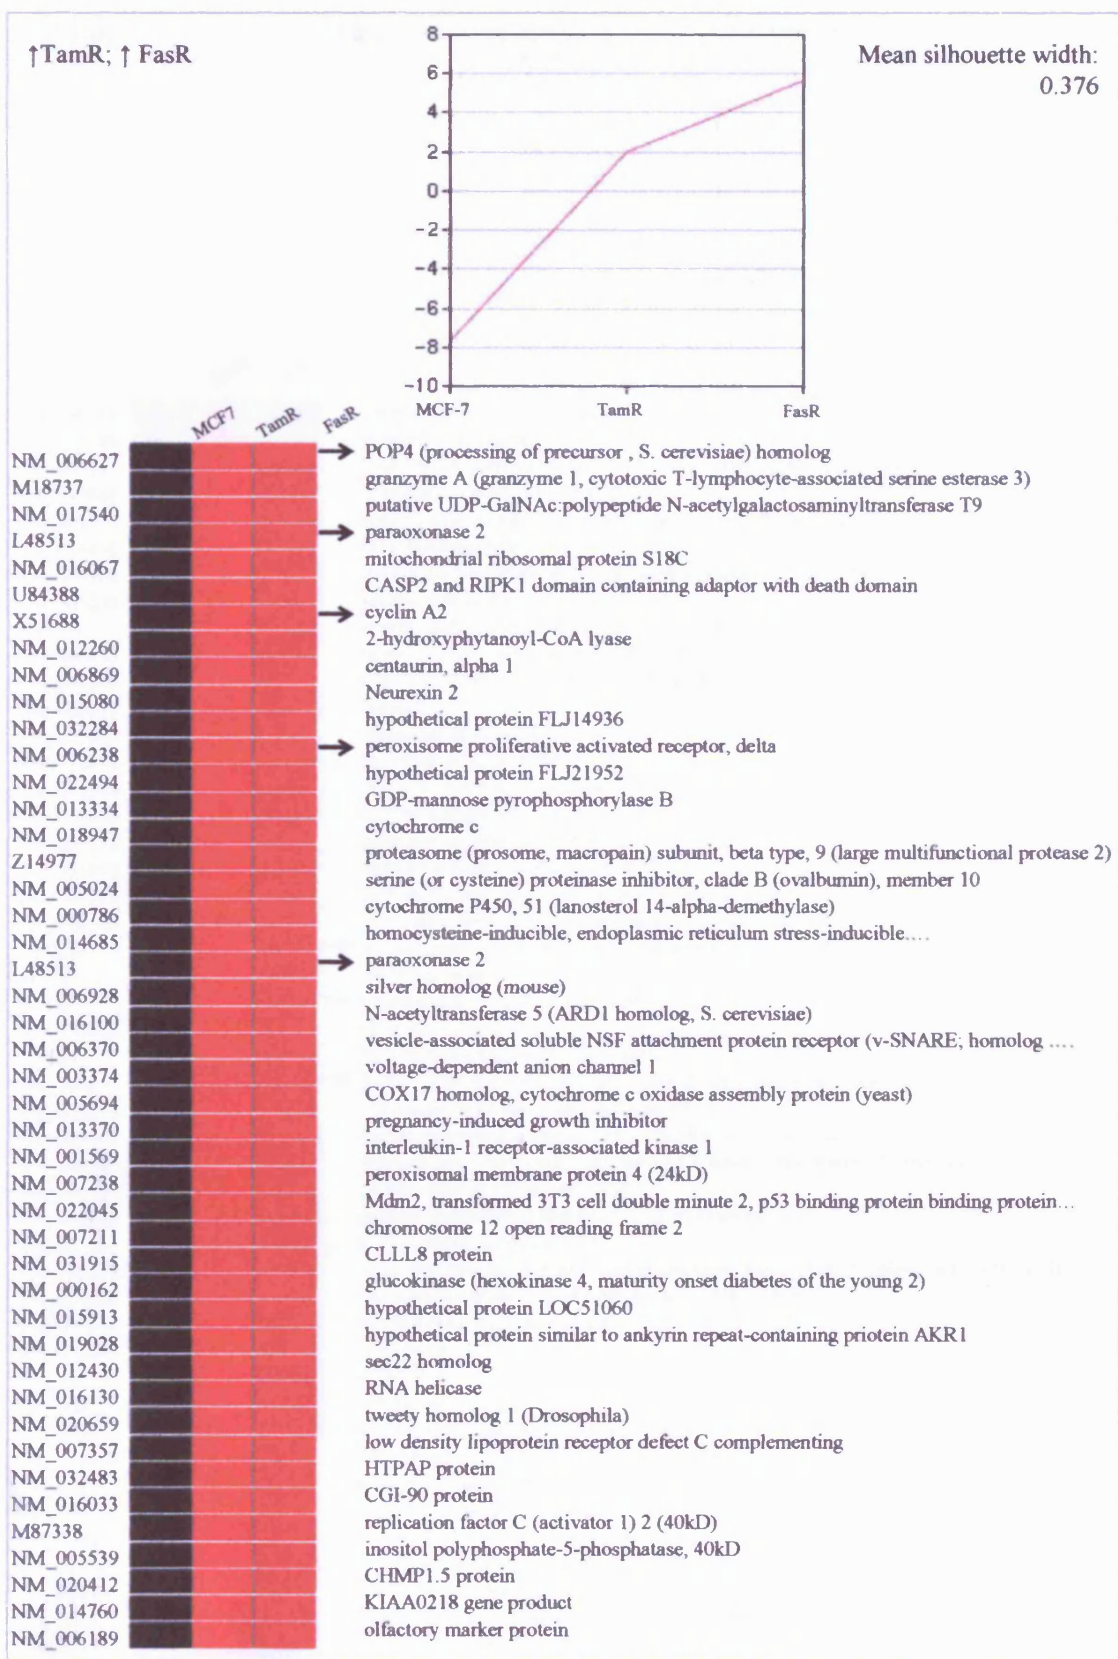 ↑TamR; ↑ FasR
Mean silhouette width:
0.376
8
6
4
2
0
-2
-4
-6
-8
-10
MCF-7 TamR FasR
MCF7 TamR FasR
NM_006627 POP4 (processing of precursor , S. cerevisiae) homolog
M18737 granzyme A (granzyme 1, cytotoxic T-lymphocyte-associated serine esterase 3)
NM_017540 putative UDP-GalNAc:polypeptide N-acetylgalactosaminyltransferase T9
L48513 paraoxonase 2
NM_016067 mitochondrial ribosomal protein S18C
U84388 CASP2 and RIPK1 domain containing adaptor with death domain
X51688 cyclin A2
NM_012260 2-hydroxyphytanoyl-CoA lyase
NM_006869 centaurin, alpha 1
NM_015080 Neurexin 2
NM_032284 hypothetical protein FLJ14936
NM_006238 peroxisome proliferative activated receptor, delta
NM_022494 hypothetical protein FLJ21952
NM_013334 GDP-mannose pyrophosphorylase B
NM_018947 cytochrome c
Z14977 proteasome (prosome, macropain) subunit, beta type, 9 (large multifunctional protease 2)
NM_005024 serine (or cysteine) proteinase inhibitor, clade B (ovalbumin), member 10
NM_000786 cytochrome P450, 51 (lanosterol 14-alpha-demethylase)
NM_014685 homocysteine-inducible, endoplasmic reticulum stress-inducible....
L48513 paraoxonase 2
NM_006928 silver homolog (mouse)
NM_016100 N-acetyltransferase 5 (ARD1 homolog, S. cerevisiae)
NM_006370 vesicle-associated soluble NSF attachment protein receptor (v-SNARE; homolog ....
NM_003374 voltage-dependent anion channel 1
NM_005694 COX17 homolog, cytochrome c oxidase assembly protein (yeast)
NM_013370 pregnancy-induced growth inhibitor
NM_001569 interleukin-1 receptor-associated kinase 1
NM_007238 peroxisomal membrane protein 4 (24kD)
NM_022045 Mdm2, transformed 3T3 cell double minute 2, p53 binding protein binding protein...
NM_007211 chromosome 12 open reading frame 2
NM_031915 CLLL8 protein
NM_000162 glucokinase (hexokinase 4, maturity onset diabetes of the young 2)
NM_015913 hypothetical protein LOC51060
NM_019028 hypothetical protein similar to ankyrin repeat-containing priotein AKR1
NM_012430 sec22 homolog
NM_016130 RNA helicase
NM_020659 tweety homolog 1 (Drosophila)
NM_007357 low density lipoprotein receptor defect C complementing
NM_032483 HTPAP protein
NM_016033 CGI-90 protein
M87338 replication factor C (activator 1) 2 (40kD)
NM_005539 inositol polyphosphate-5-phosphatase, 40kD
NM_020412 CHMP1.5 protein
NM_014760 KIAA0218 gene product
NM_006189 olfactory marker protein